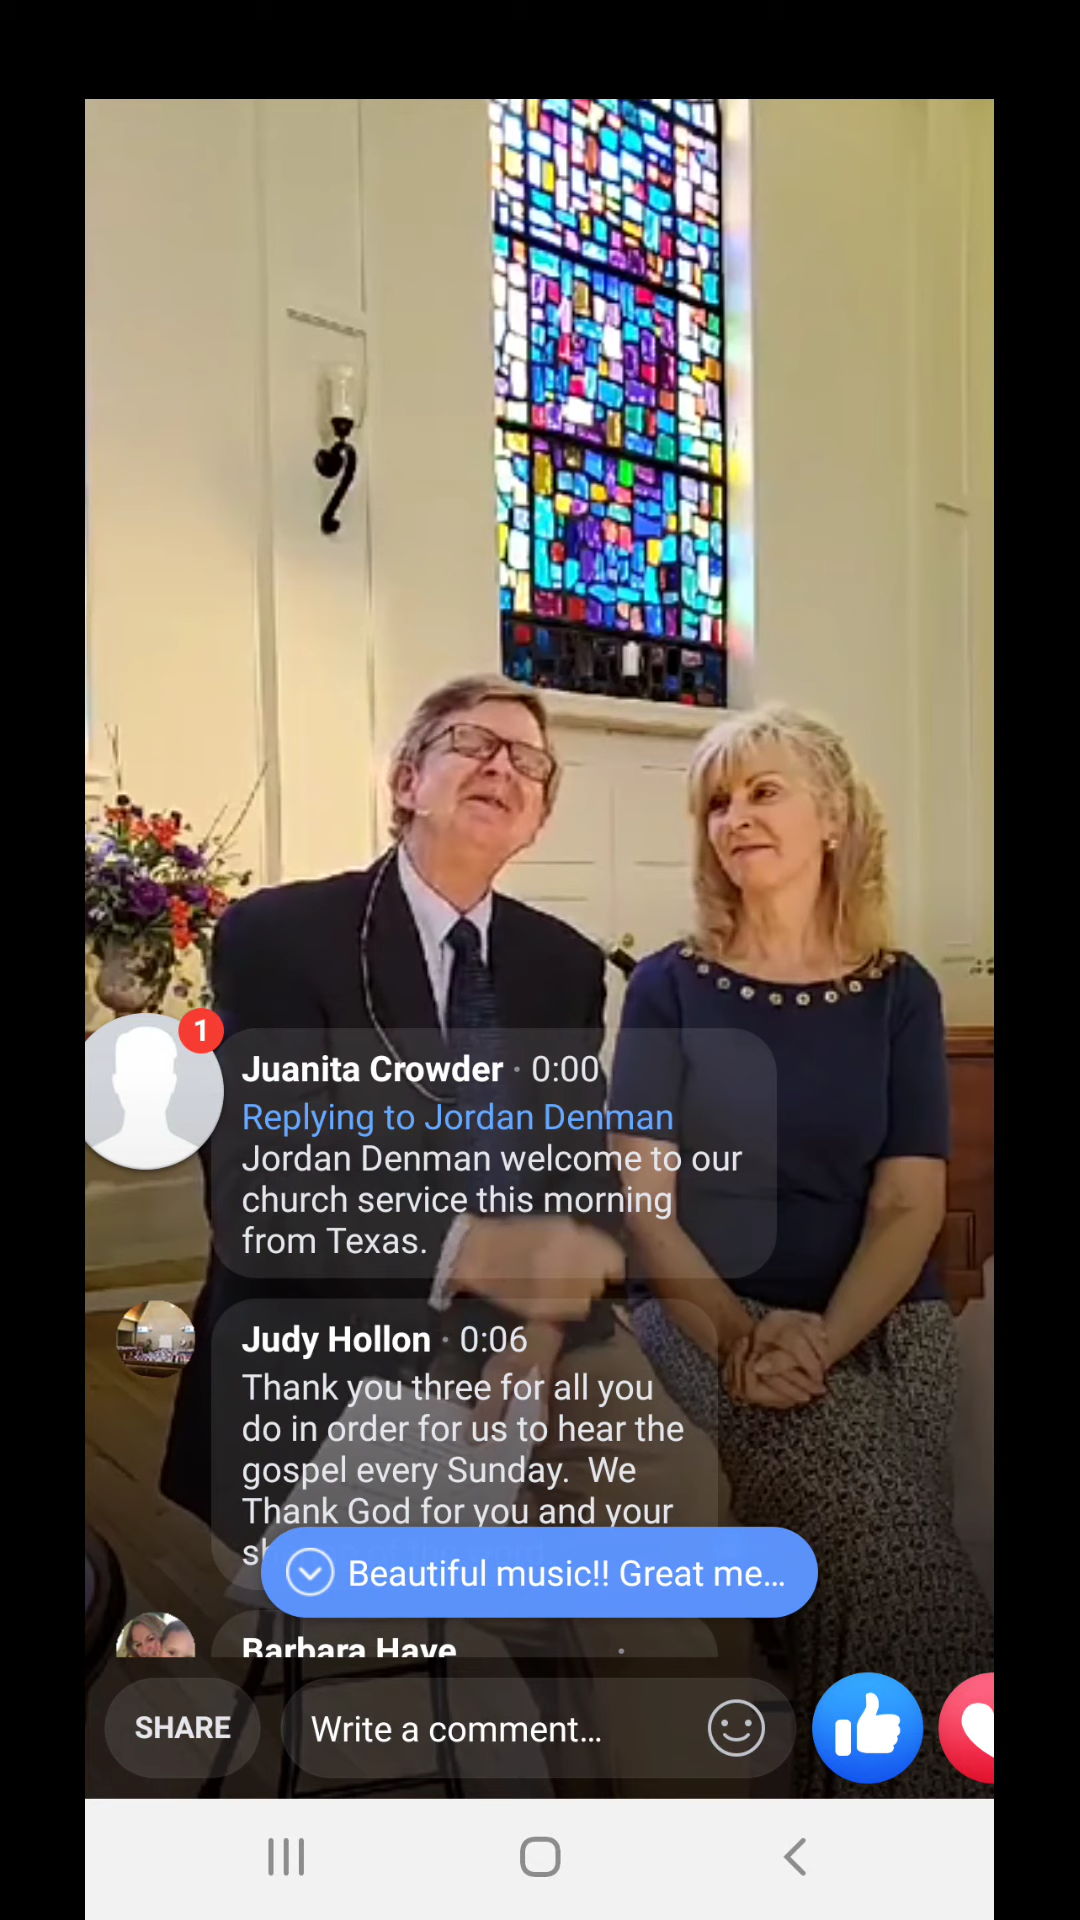 1
Juanita Crowder · 0:00
Replying to Jordan Denman
Jordan Denman welcome to our
church service this morning
from Texas.
Judy Hollon · 0:06
Thank you three for all you
do in order for us to hear the
gospel every Sunday. We
Thank God for you and your
Beautiful music!! Great me...
Barbara
SHARE
Write a comment...